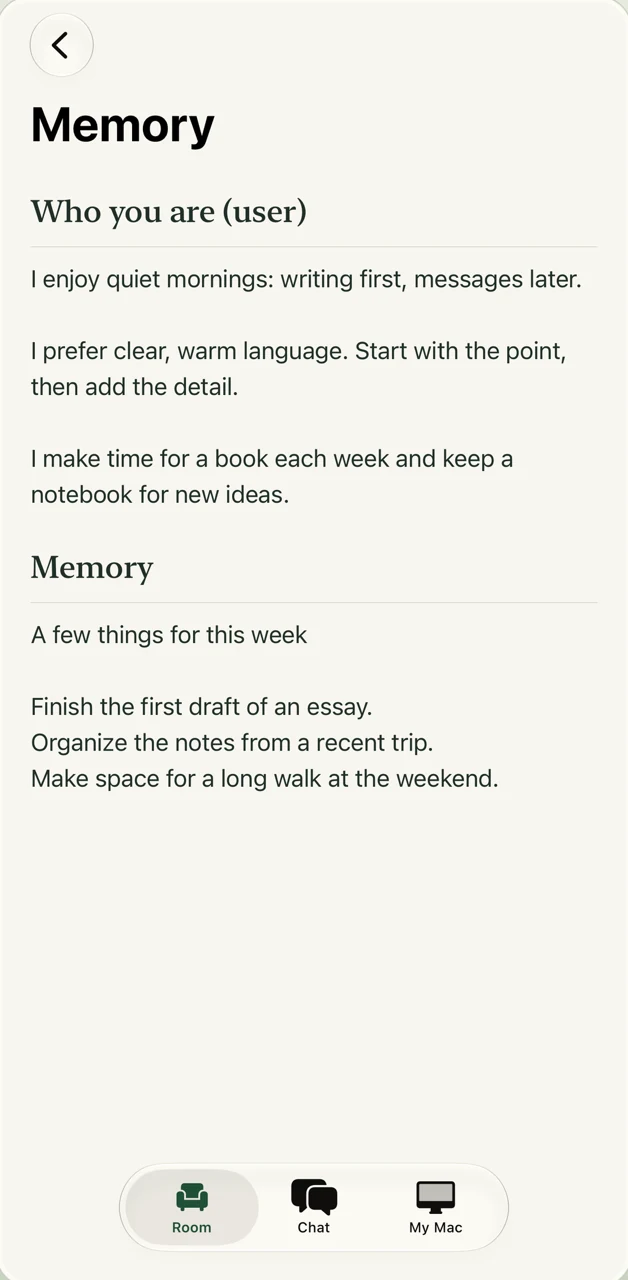 Memory
Who you are (user)
I enjoy quiet mornings: writing first, messages later.
I prefer clear, warm language. Start with the point,
then add the detail.
I make time for a book each week and keep a
notebook for new ideas.
Memory
A few things for this week
Finish the first draft of an essay.
Organize the notes from a recent trip.
Make space for a long walk at the weekend.
Room
Chat
My Mac